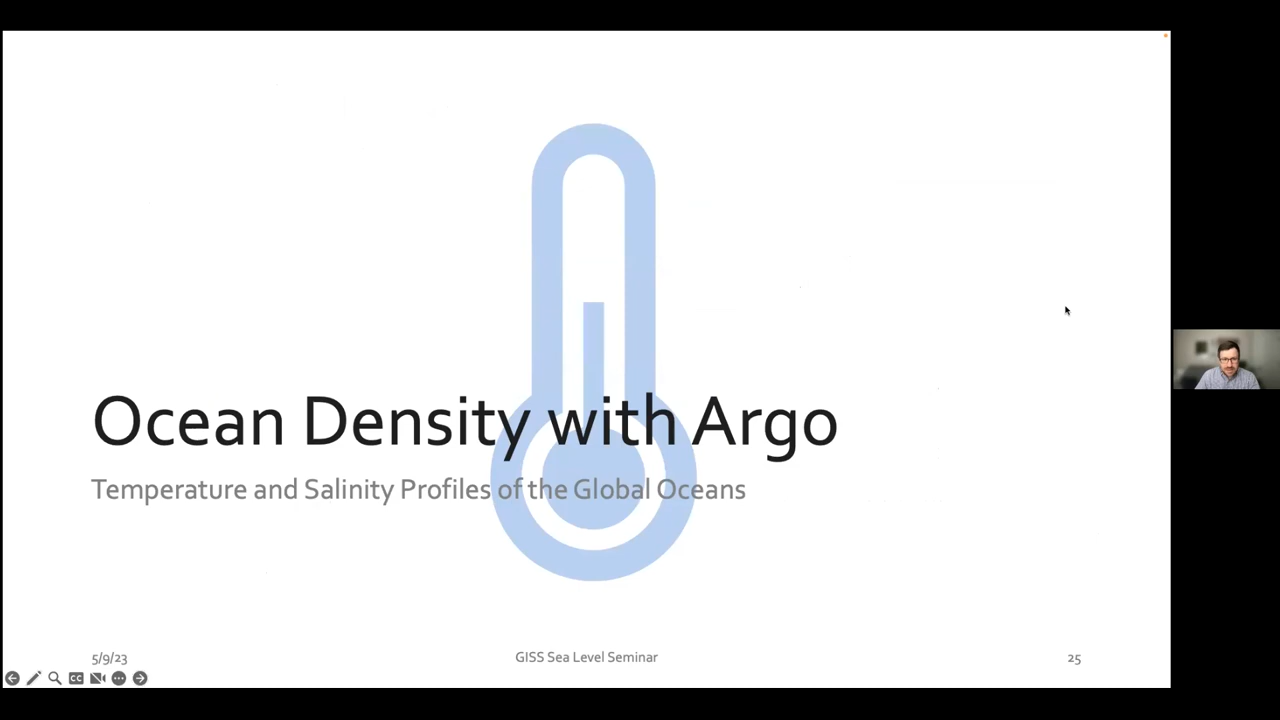 Ocean Density with Argo
Temperature and Salinity Profiles of the Global Oceans
5/9/23
GISS Sea Level Seminar
25
CC